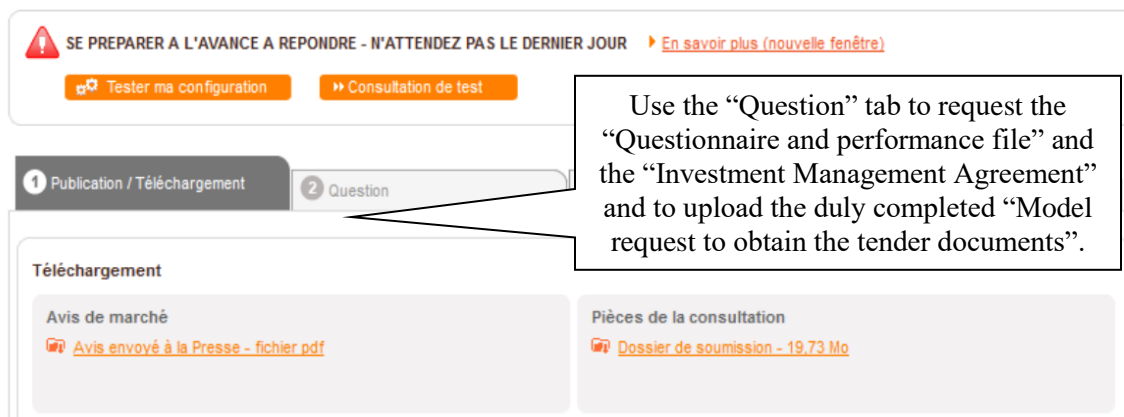 SE PREPARER A L'AVANCE A REPONDRE - N'ATTENDEZ PAS LE DERNIER JOUR En savoir plus (nouvelle fenêtre)
Tester ma configuration Consultation de test
Use the “Question” tab to request the
“Questionnaire and performance file” and
the “Investment Management Agreement”
and to upload the duly completed “Model
request to obtain the tender documents”.
1 Publication / Téléchargement 2 Question
Téléchargement
Avis de marché
Avis envoyé à la Presse - fichier pdf
Pièces de la consultation
Dossier de soumission - 19,73 Mo